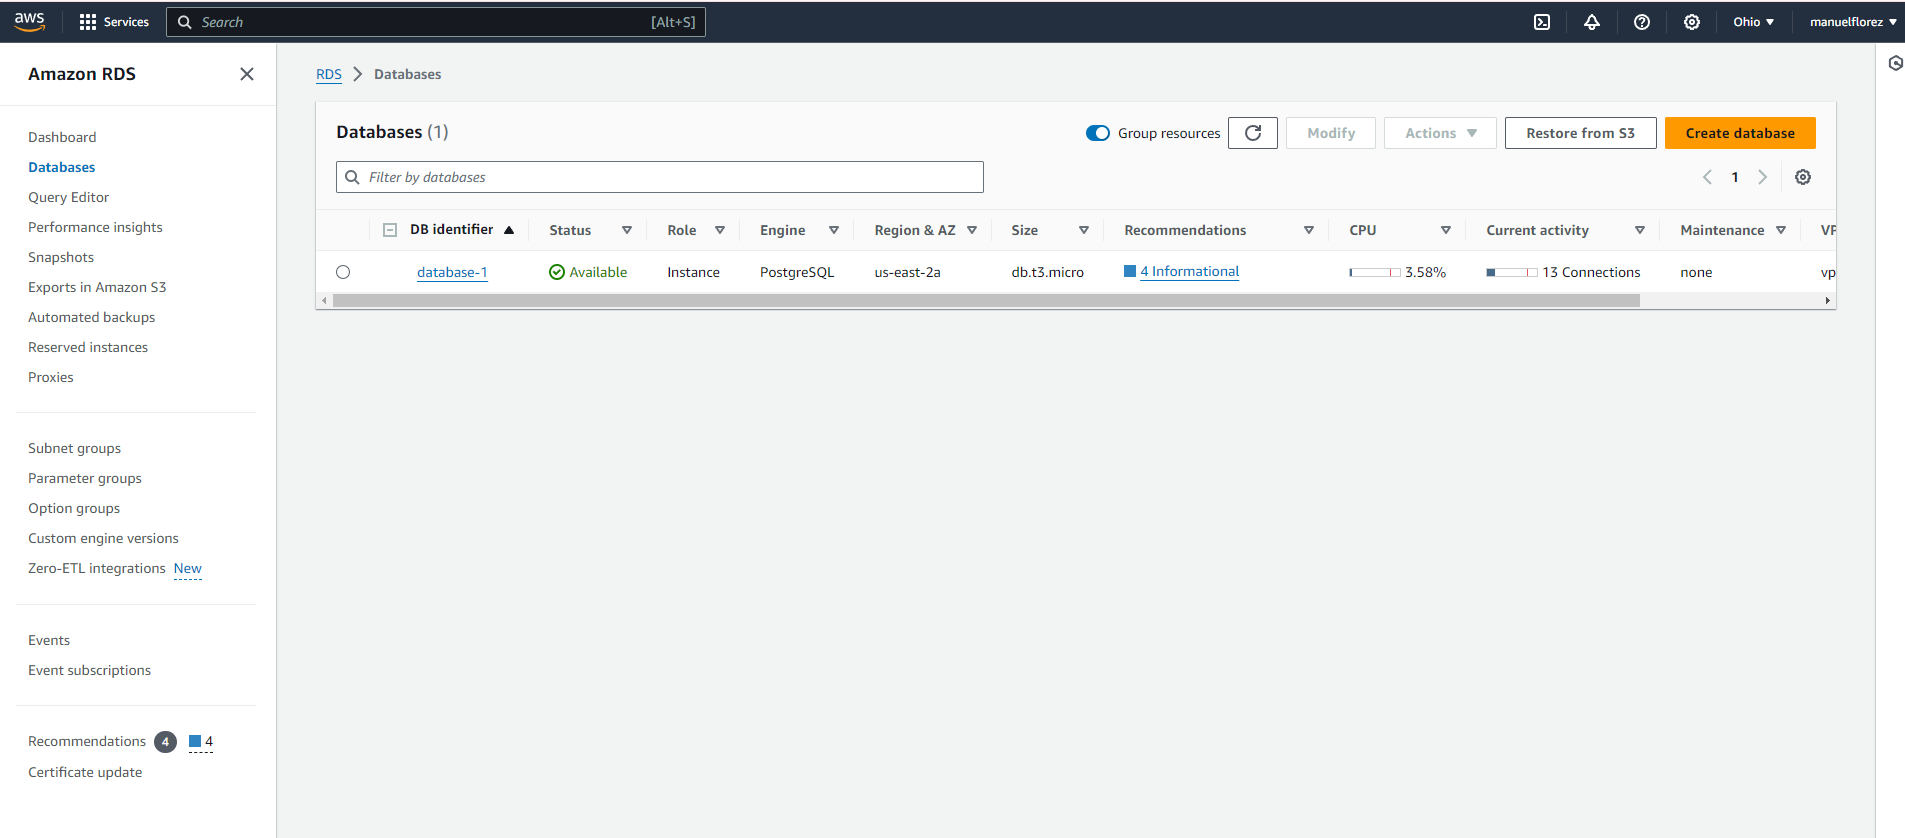 aws
Services
Search [Alt+S]
Ohio
manuelflorez
Amazon RDS
Dashboard
Databases
Query Editor
Performance insights
Snapshots
Exports in Amazon S3
Automated backups
Reserved instances
Proxies
Subnet groups
Parameter groups
Option groups
Custom engine versions
Zero-ETL integrations New
Events
Event subscriptions
Recommendations 4 4
Certificate update
RDS > Databases
Databases (1)
Group resources
Modify
Actions
Restore from S3
Create database
Filter by databases
1
DB identifier Status Role Engine Region & AZ Size Recommendations CPU Current activity Maintenance VP
database-1 Available Instance PostgreSQL us-east-2a db.t3.micro 4 Informational 3.58% 13 Connections none vp